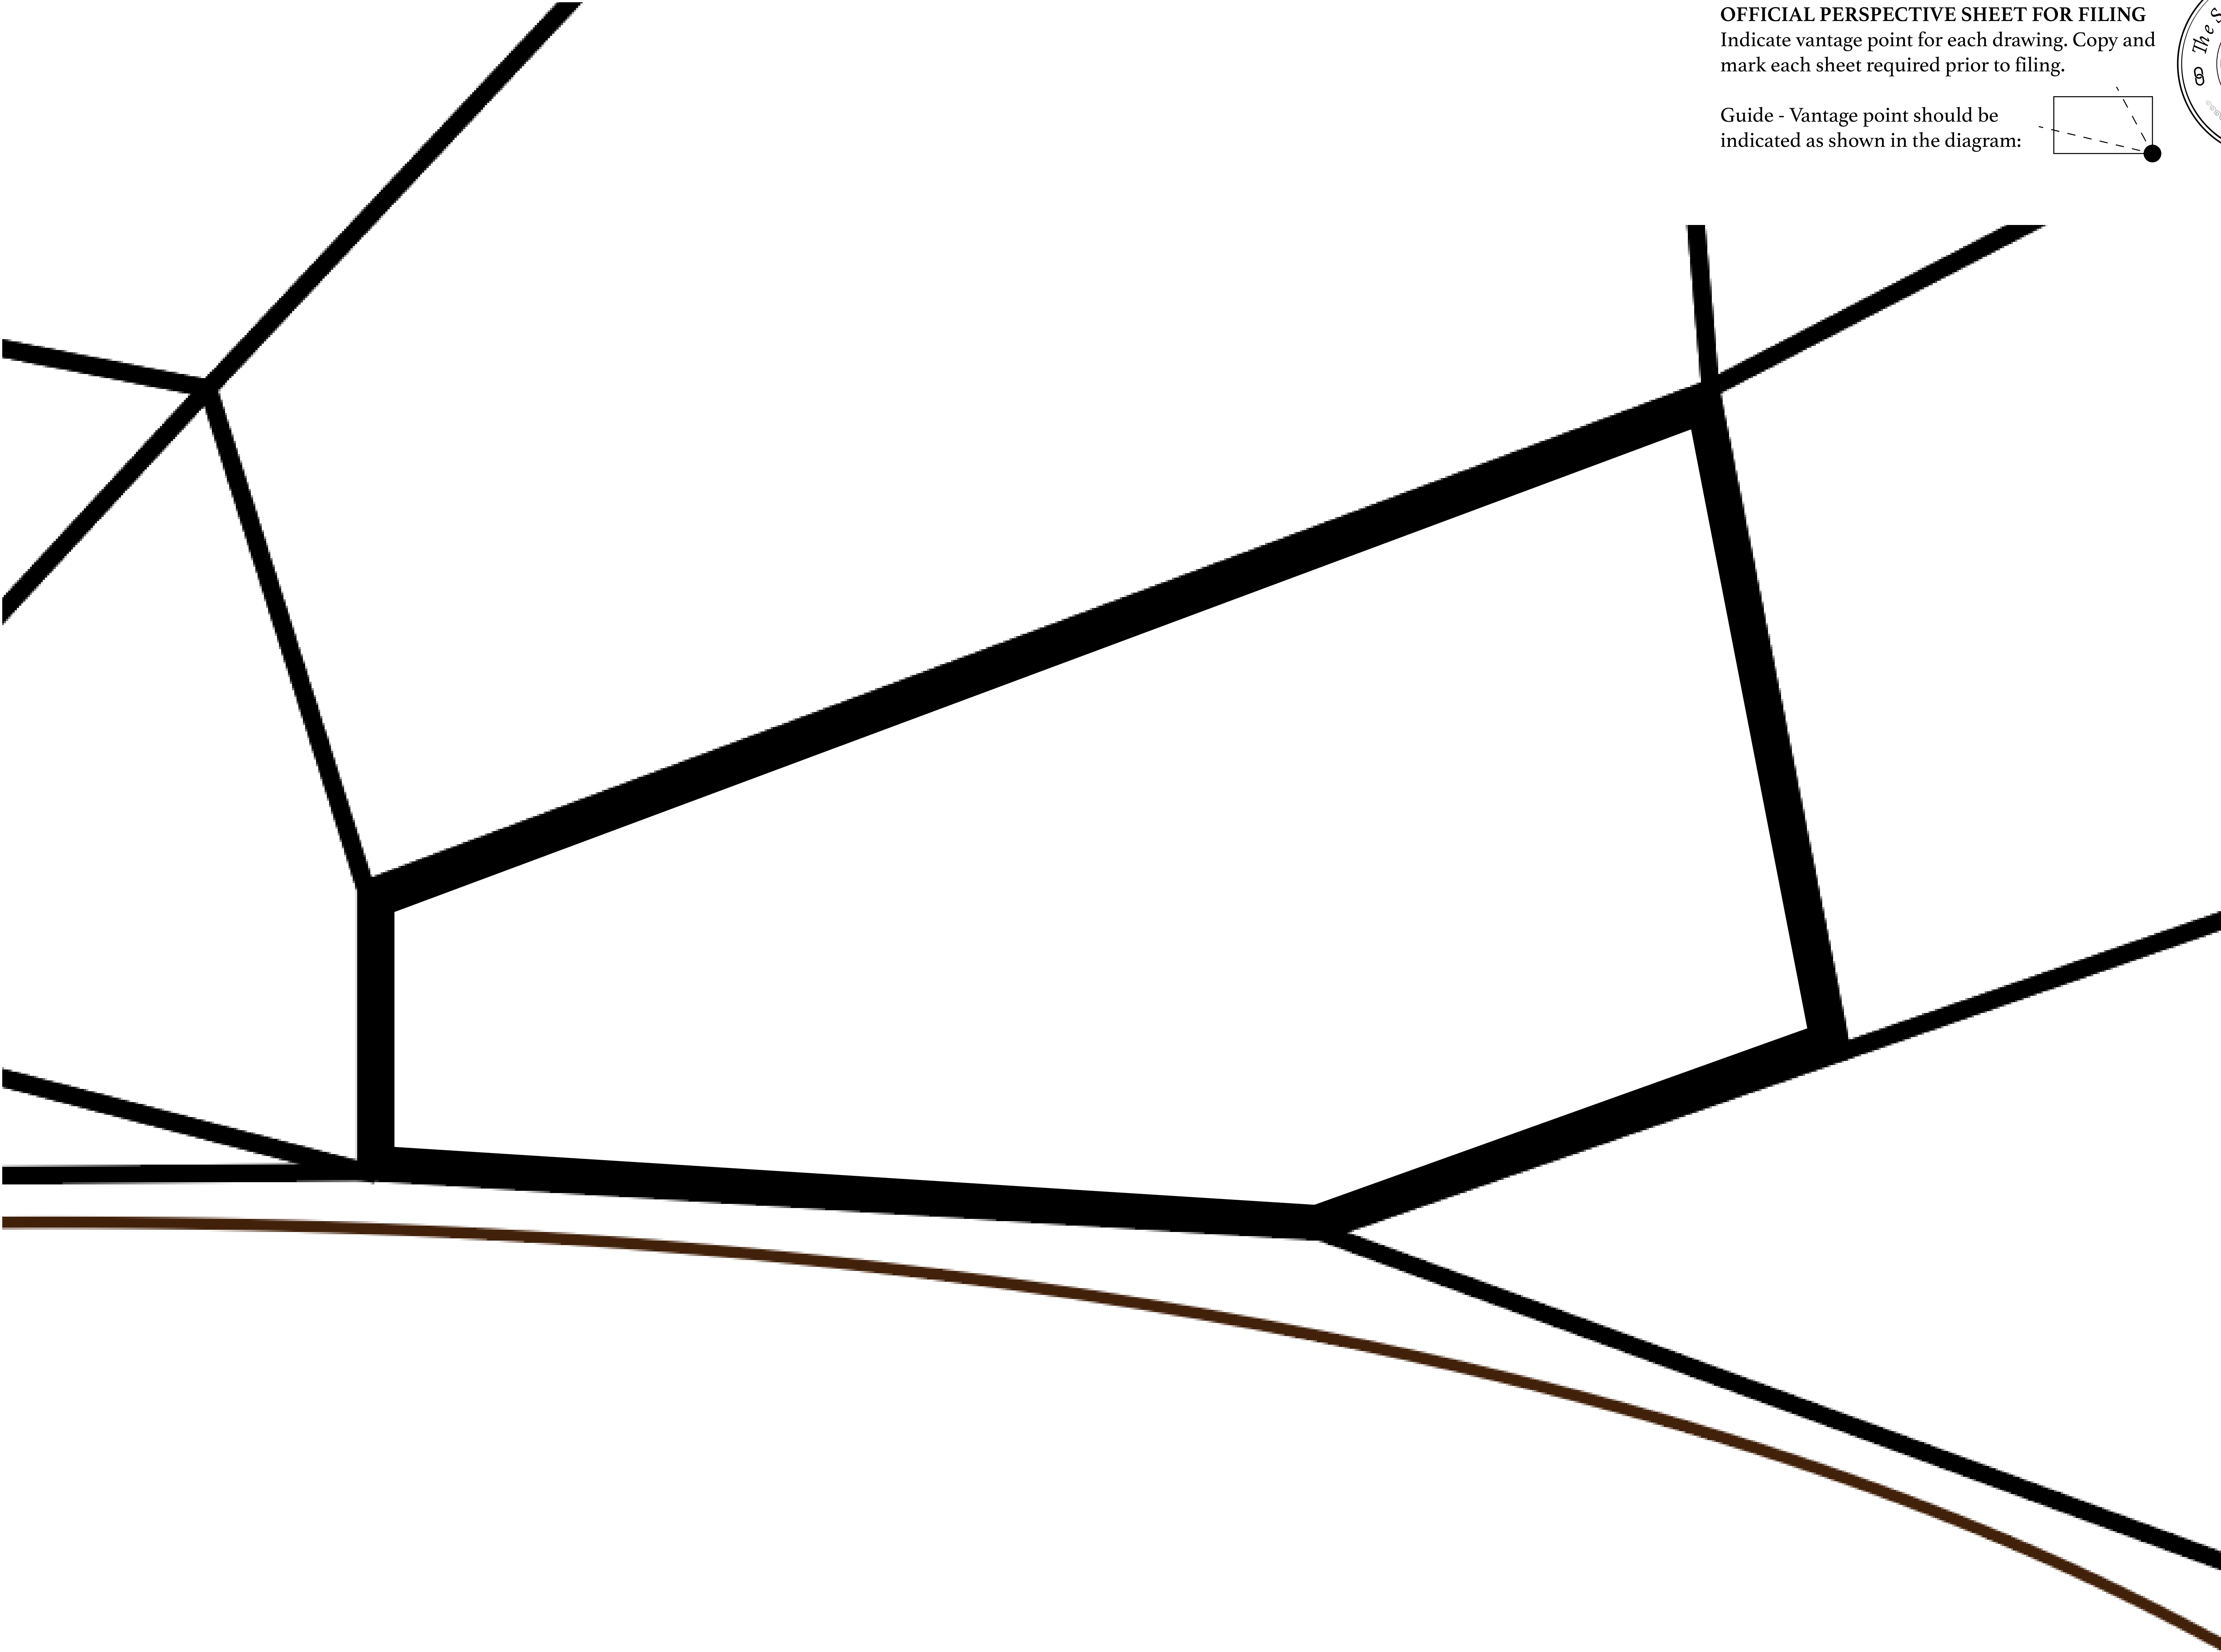 OFFICIAL PERSPECTIVE SHEET FOR FILING
Indicate vantage point for each drawing. Copy and
mark each sheet required prior to filing.
Guide - Vantage point should be
indicated as shown in the diagram:
The S